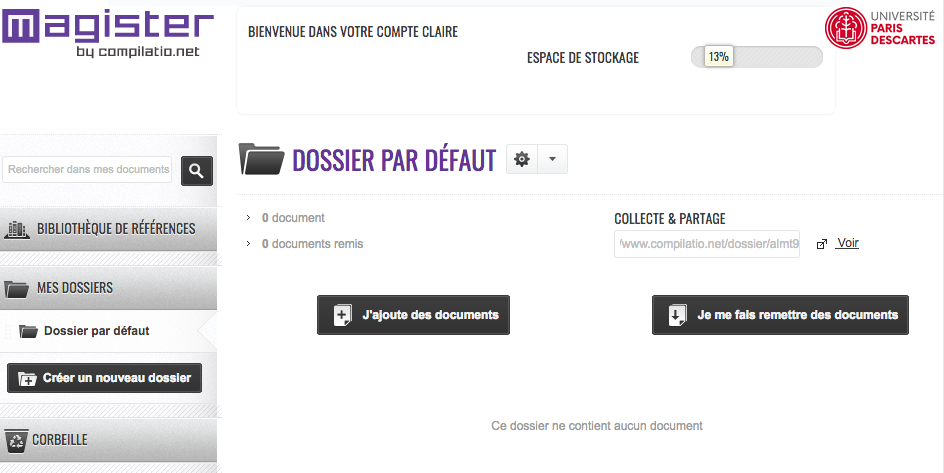 magister
by compilatio.net
BIENVENUE DANS VOTRE COMPTE CLAIRE
ESPACE DE STOCKAGE
13%
UNIVERSITÉ
PARIS
DESCARTES
Rechercher dans mes documents
DOSSIER PAR DÉFAUT
BIBLIOTHÈQUE DE RÉFÉRENCES
0 document
0 documents remis
COLLECTE & PARTAGE
/www.compilatio.net/dossier/almt9
Voir
MES DOSSIERS
Dossier par défaut
Créer un nouveau dossier
CORBEILLE
J'ajoute des documents
Je me fais remettre des documents
Ce dossier ne contient aucun document